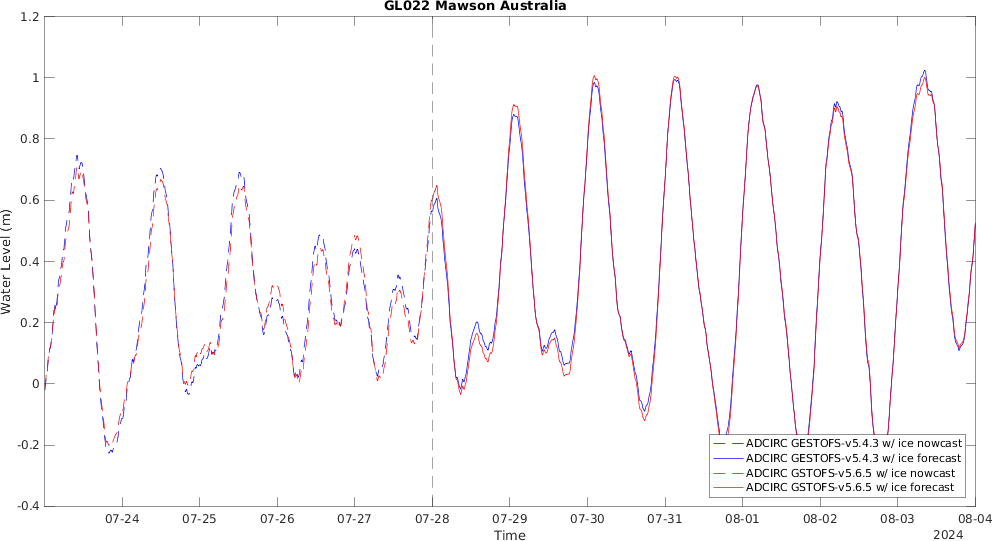 GL022 Mawson Australia
1.2
1
0.8
0.6
0.4
0.2
0
-0.2
-0.4
Water Level (m)
07-24 07-25 07-26 07-27 07-28 07-29 07-30 07-31 08-01 08-02 08-03 08-04
Time
2024
ADCIRC GESTOFS-v5.4.3 w/ ice nowcast
ADCIRC GESTOFS-v5.4.3 w/ ice forecast
ADCIRC GSTOFS-v5.6.5 w/ ice nowcast
ADCIRC GSTOFS-v5.6.5 w/ ice forecast